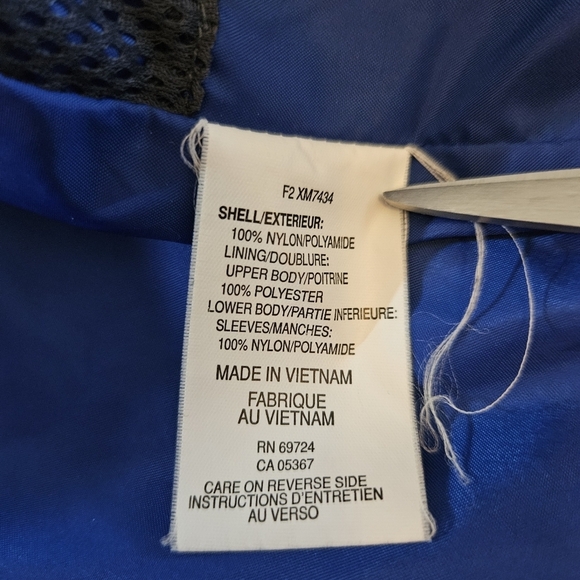 F2 XM7434
SHELL/EXTERIEUR:
100% NYLON/POLYAMIDE
LINING/DOUBLURE:
UPPER BODY/POITRINE
100% POLYESTER
LOWER BODY/PARTIE INFERIEURE:
SLEEVES/MANCHES:
100% NYLON/POLYAMIDE
MADE IN VIETNAM
FABRIQUE
AU VIETNAM
RN 69724
CA 05367
CARE ON REVERSE SIDE
INSTRUCTIONS D'ENTRETIEN
AU VERSO